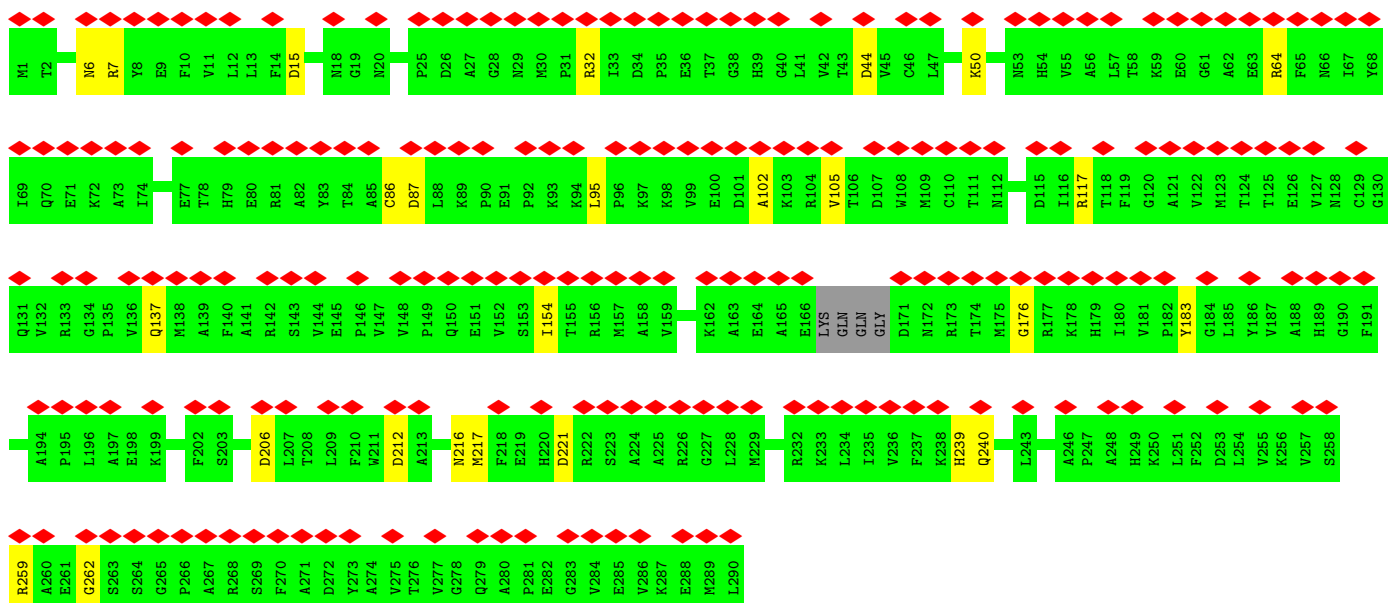 M1 T2 N6 R7 Y8 E9 F10 V11 L12 L13 F14 D15 N18 G19 N20 P25 D26 A27 G28 N29 M30 P31 R32 I33 D34 P35 E36 T37 G38 H39 G40 L41 V42 T43 D44 V45 C46 L47 K50 N53 H54 V55 A56 L57 T58 K59 E60 G61 A62 E63 R64 F65 N66 I67 Y68
I69 Q70 E71 K72 A73 I74 E77 T78 H79 E80 R81 A82 Y83 T84 A85 C86 D87 L88 K89 P90 E91 P92 K93 K94 L95 P96 K97 K98 V99 E100 D101 A102 K103 R104 V105 T106 D107 W108 M109 C110 T111 N112 D115 I116 R117 T118 F119 G120 A121 V122 M123 T124 T125 E126 V127 N128 C129 G130
Q131 V132 R133 G134 P135 V136 Q137 M138 A139 F140 A141 R142 S143 V144 E145 P146 V147 V148 P149 Q150 E151 V152 S153 I154 T155 R156 M157 A158 V159 K162 A163 E164 A165 E166 LYS GLN GLN GLY D171 N172 R173 T174 M175 G176 R177 K178 H179 I180 V181 P182 Y183 G184 L185 Y186 V187 A188 H189 G190 F191
A194 P195 L196 A197 E198 K199 F202 S203 D206 L207 T208 L209 F210 W211 D212 A213 N216 M217 F218 E219 H220 D221 R222 S223 A224 A225 R226 G227 L228 M229 R232 K233 L234 I235 V236 F237 K238 H239 Q240 L243 A246 P247 A248 H249 K250 L251 F252 D253 L254 V255 K256 V257 S258
R259 A260 E261 G262 S263 S264 G265 P266 A267 R268 S269 F270 A271 D272 Y273 A274 V275 T276 V277 G278 Q279 A280 P281 E282 G283 V284 E285 V286 K287 E288 M289 L290